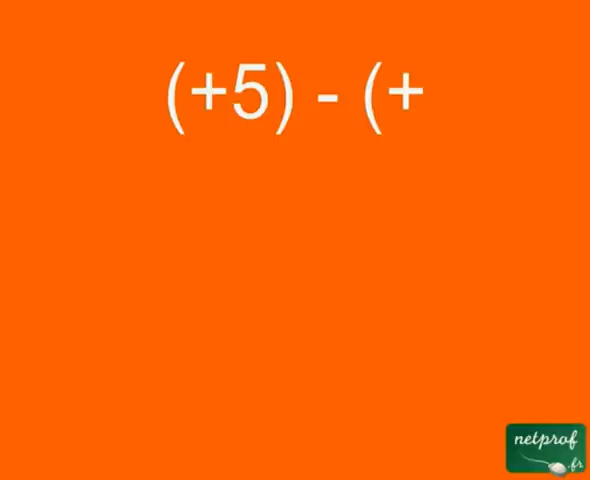 (+5) - (+
netprof
.fr